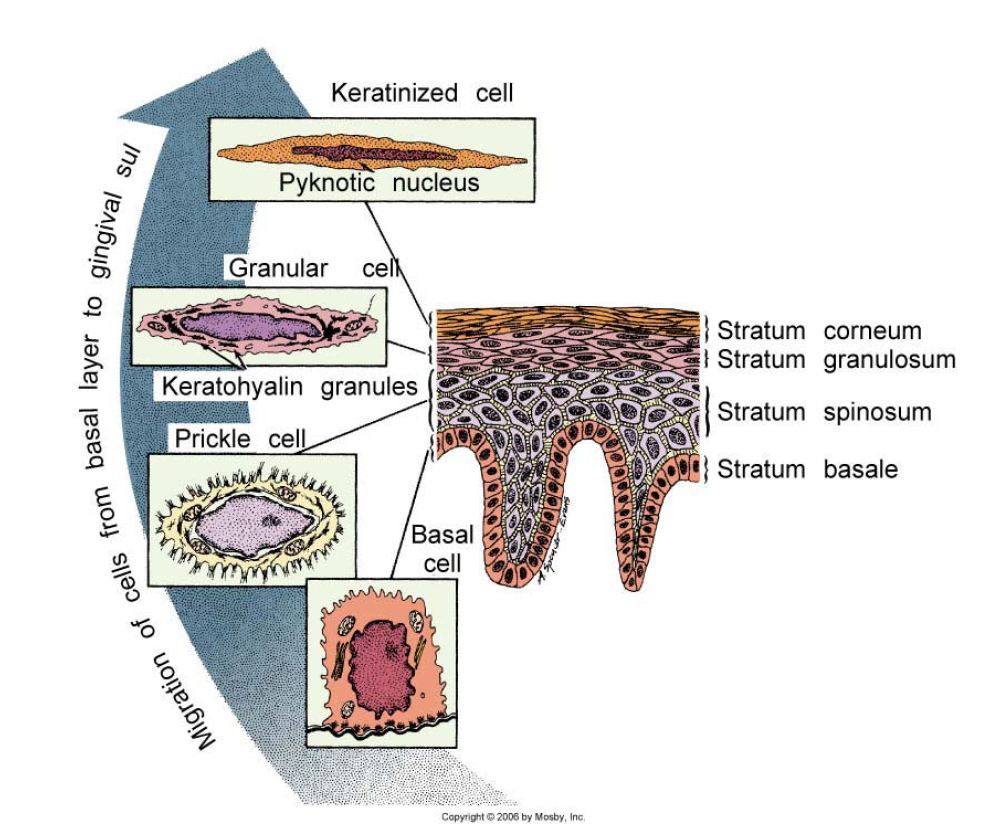 Keratinized cell
Pyknotic nucleus
Granular cell
Keratohyalin granules
Prickle cell
Basal
cell
Migration of cells from basal layer to gingival sul
Stratum corneum
Stratum granulosum
Stratum spinosum
Stratum basale
Copyright © 2006 by Mosby, Inc.